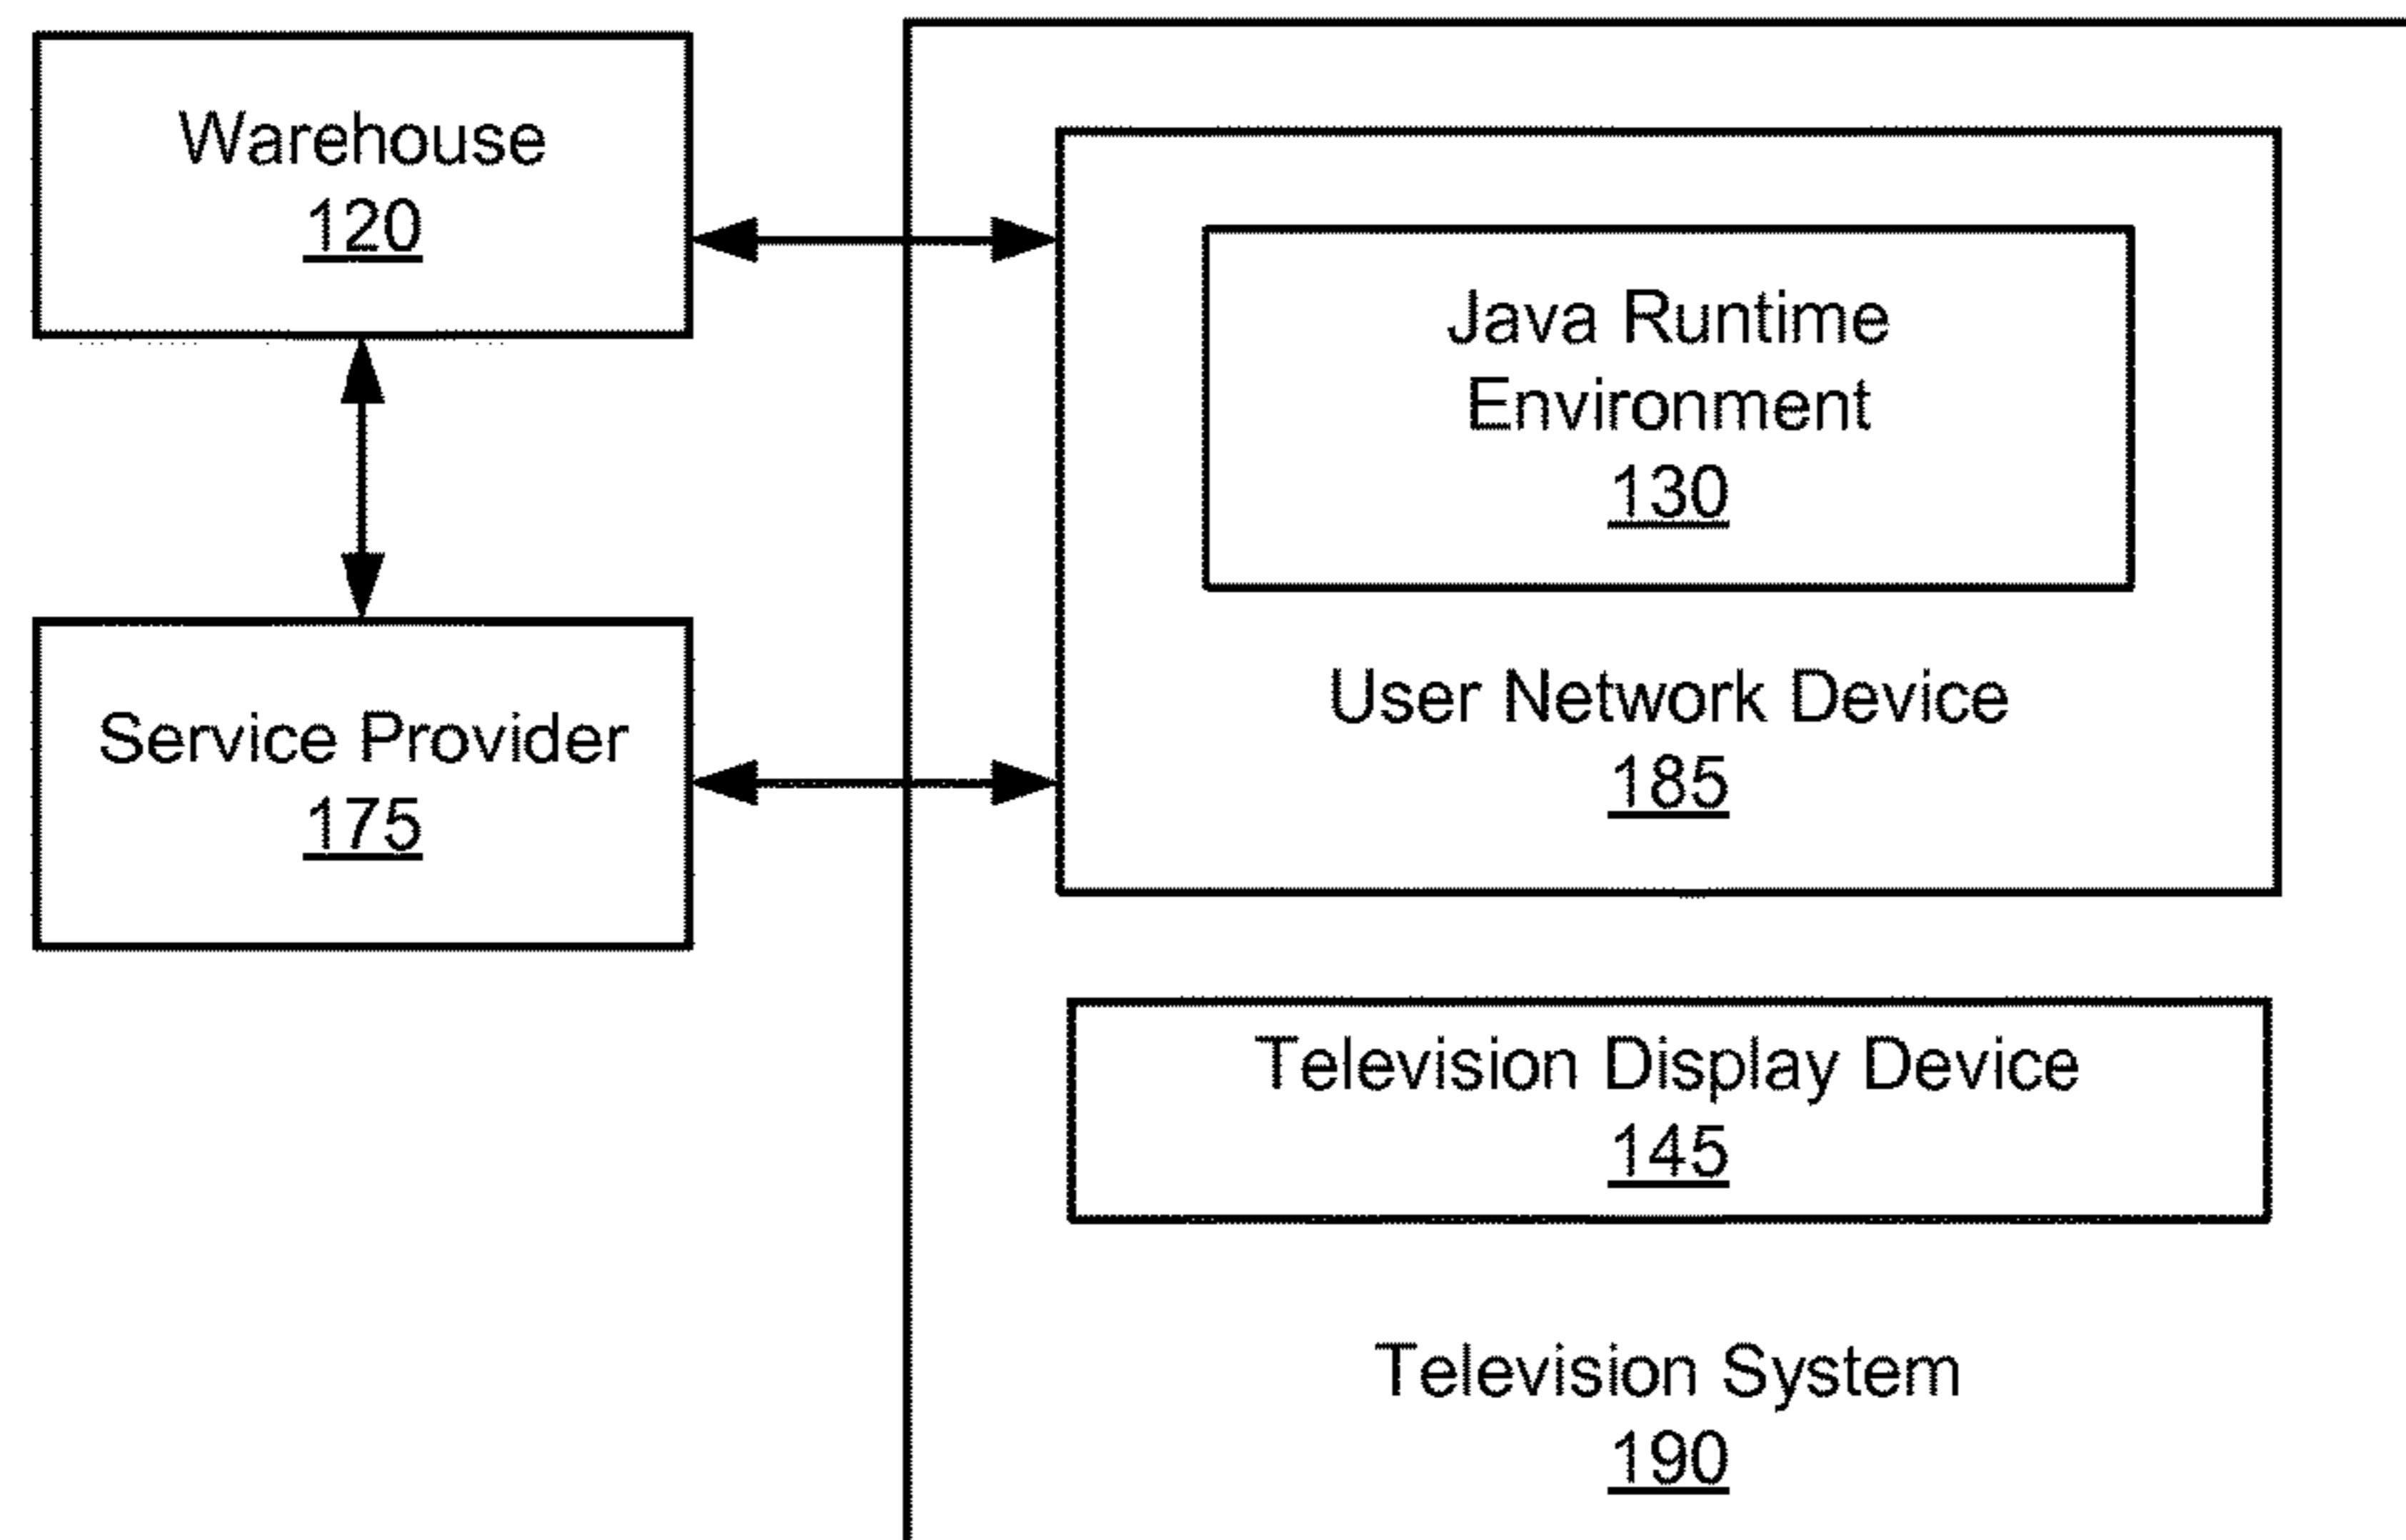 Warehouse
120
Java Runtime
Environment
130
User Network Device
185
Service Provider
175
Television Display Device
145
Television System
190